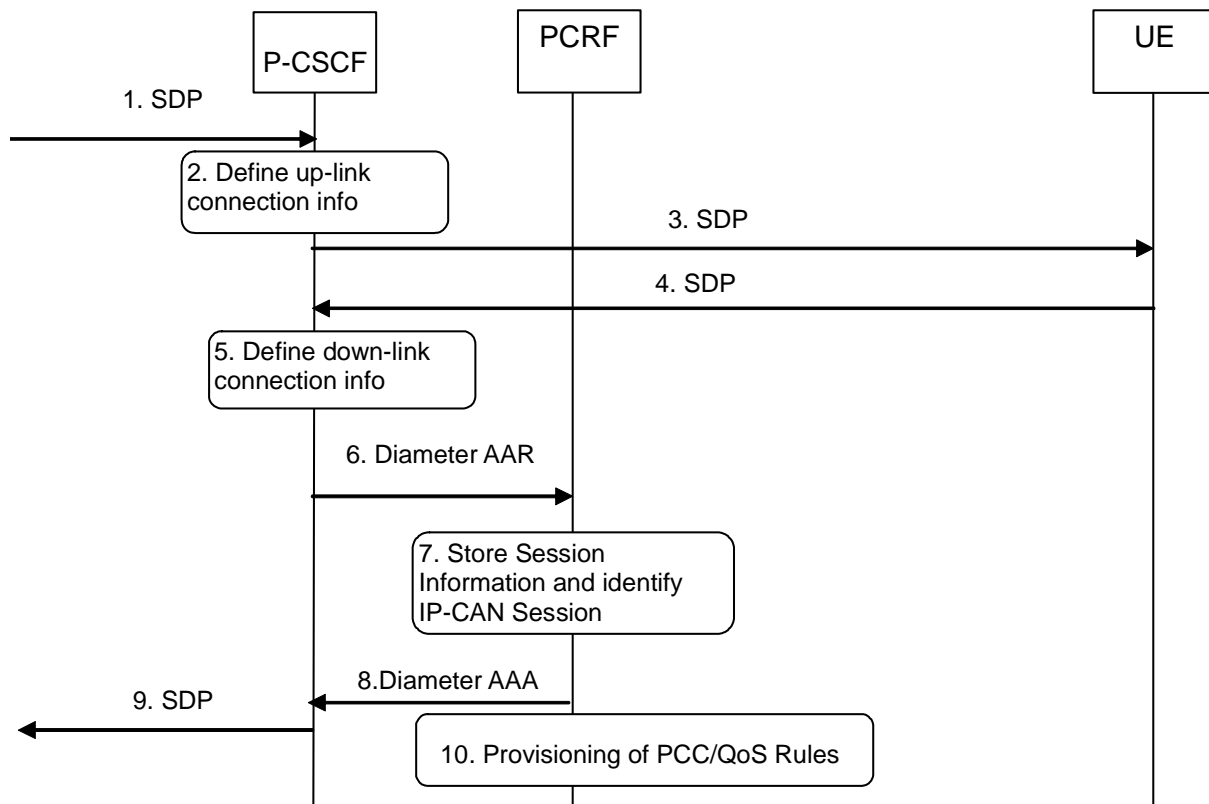 P-CSCF
PCRF
UE
1. SDP
2. Define up-link
connection info
3. SDP
4. SDP
5. Define down-link
connection info
6. Diameter AAR
7. Store Session
Information and identify
IP-CAN Session
8.Diameter AAA
9. SDP
10. Provisioning of PCC/QoS Rules